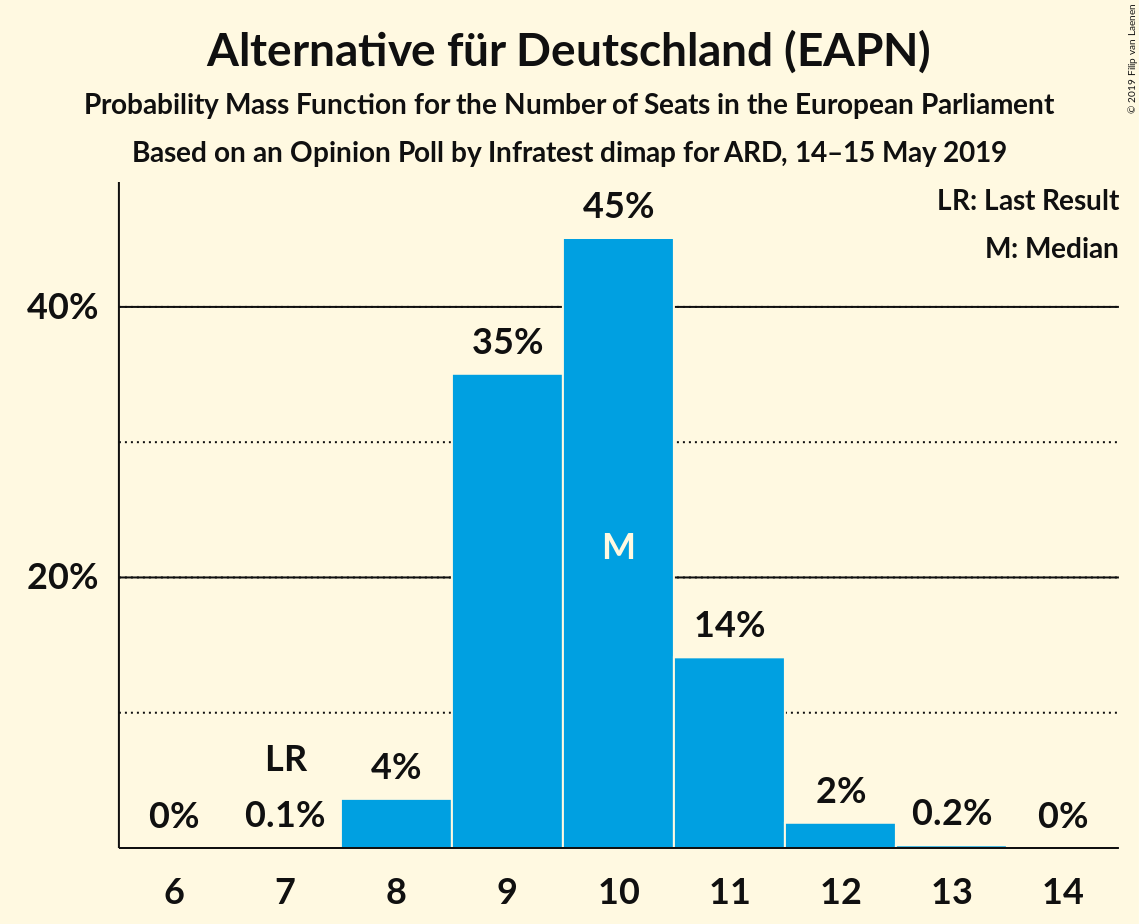 Alternative für Deutschland (EAPN)
Probability Mass Function for the Number of Seats in the European Parliament
Based on an Opinion Poll by Infratest dimap for ARD, 14–15 May 2019
© 2019 Filip van Laenen
LR: Last Result
M: Median
45%
40%
35%
M
20%
14%
LR
4%
2%
0%
0.1%
0.2%
0%
6 7 8 9 10 11 12 13 14